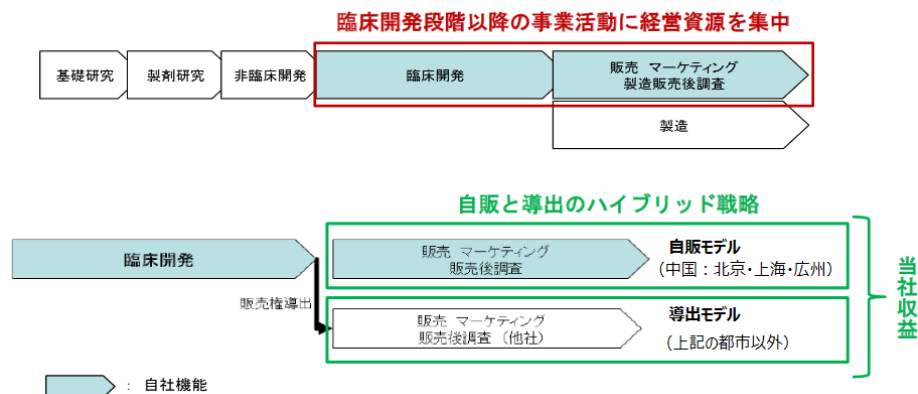 臨床開発段階以降の事業活動に経営資源を集中
基礎研究
製剤研究
非臨床開発
臨床開発
販売 マーケティング
製造販売後調査
製造
自販と導出のハイブリッド戦略
臨床開発
販売 マーケティング
販売後調査
自販モデル
（中国：北京・上海・広州）
販売権導出
販売 マーケティング
販売後調査（他社）
導出モデル
（上記の都市以外）
当社収益
： 自社機能